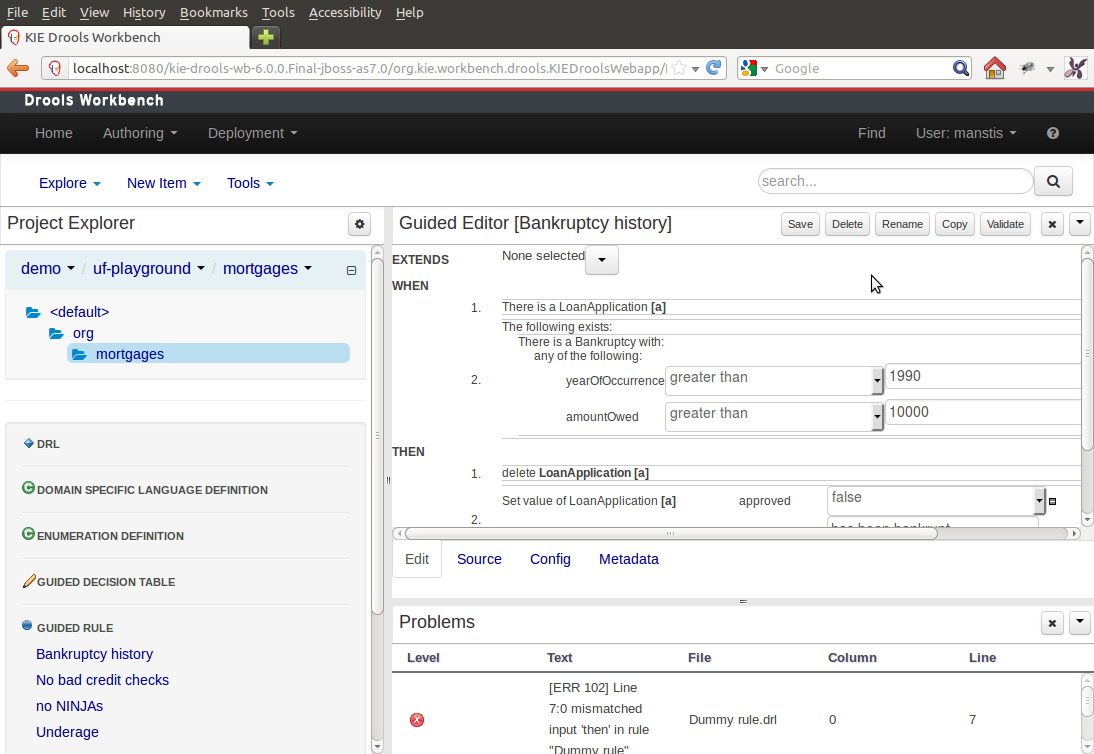 File Edit View History Bookmarks Tools Accessibility Help
KIE Drools Workbench
localhost:8080/kie-drools-wb-6.0.0.Final-jboss-as7.0/org.kie.workbench.drools.KIEDroolsWebapp/
Google
Drools Workbench
Home Authoring Deployment Find User: manstis ?
Explore New Item Tools search...
Project Explorer
demo / uf-playground / mortgages
<default>
org
mortgages
DRL
DOMAIN SPECIFIC LANGUAGE DEFINITION
ENUMERATION DEFINITION
GUIDED DECISION TABLE
GUIDED RULE
Bankruptcy history
No bad credit checks
no NINJAs
Underage
Guided Editor [Bankruptcy history]
Save Delete Rename Copy Validate
EXTENDS None selected
WHEN
1. There is a LoanApplication [a]
The following exists:
There is a Bankruptcy with:
any of the following:
2. yearOfOccurrence greater than 1990
amountOwed greater than 10000
THEN
1. delete LoanApplication [a]
Set value of LoanApplication [a] approved false
2. has been bankrupt
Edit Source Config Metadata
Problems
Level Text File Column Line
[ERR 102] Line
7:0 mismatched
input 'then' in rule
"Dummy rule"
Dummy rule.drl 0 7